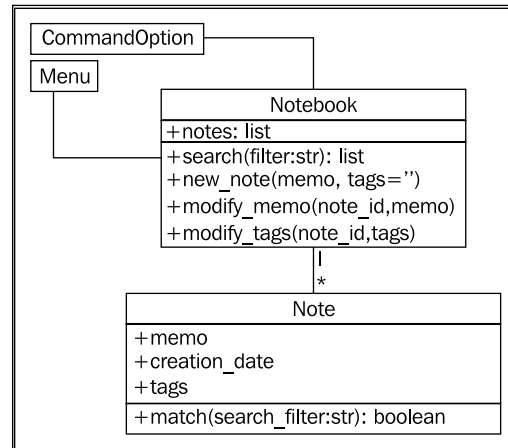 CommandOption
Menu
Notebook
+notes: list
+search(filter:str): list
+new_note(memo, tags='')
+modify_memo(note_id,memo)
+modify_tags(note_id,tags)
1
*
Note
+memo
+creation_date
+tags
+match(search_filter:str): boolean